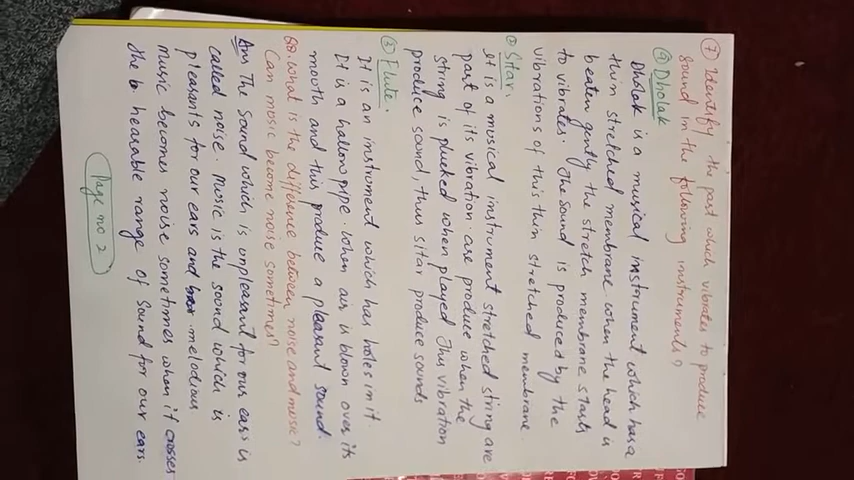 ⑦ Identify the part which vibrates to produce
sound in the following instruments?
① Dholak
Dholak is a musical instrument which has a
thin stretched membrane when the head is
beaten gently the stretch membrane starts
to vibrates. The sound is produced by the
vibrations of this thin stretched membrane
② Sitar.
It is a musical instrument stretched string are
part of its vibration. are produce when the
string is plucked when played This vibration
produce sound, thus sitar produce sounds
③ Flute.
It is an instrument which has holes in it.
It is a hallow pipe. When air is blown over its
mouth and this produce a pleasant sound.
Q8. What is the difference between noise and music?
Can music become noise sometimes?
Ans The Sound which is unpleasant for our ears is
called noise. Music is the sound which is
pleasents for our ears and melodious
music becomes noise sometimes when it crosses
the hearable range of sound for our ears.
Page no 2